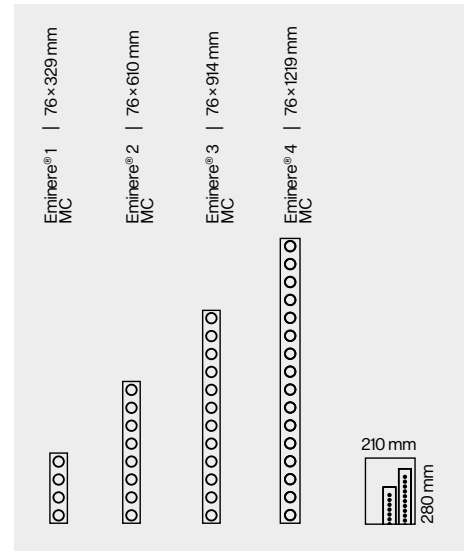 Eminere® 1 | 76×329 mm
MC
Eminere® 2 | 76×610 mm
MC
Eminere® 3 | 76×914 mm
MC
Eminere® 4 | 76×1219 mm
MC
210 mm
280 mm